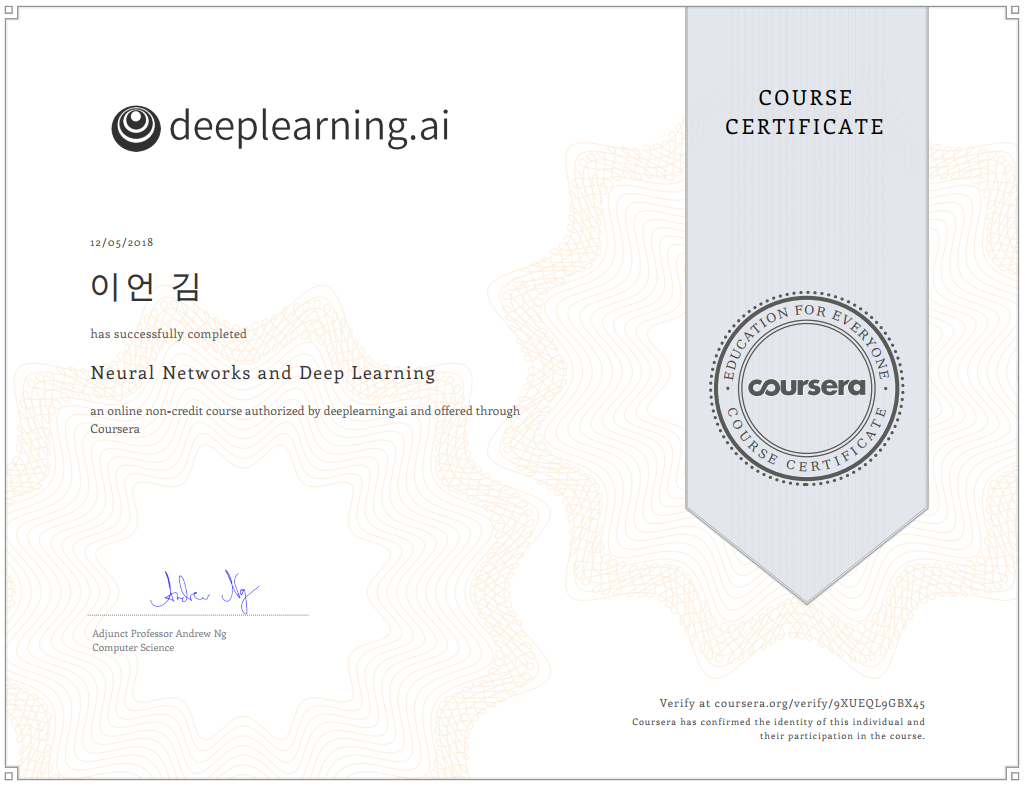 deeplearning.ai
COURSE
CERTIFICATE
12/05/2018
이언 김
has successfully completed
Neural Networks and Deep Learning
an online non-credit course authorized by deeplearning.ai and offered through
Coursera
EDUCATION FOR EVERYONE
coursera
COURSE CERTIFICATE
Andrew Ng
Adjunct Professor Andrew Ng
Computer Science
Verify at coursera.org/verify/9XUEQL9GBX45
Coursera has confirmed the identity of this individual and
their participation in the course.